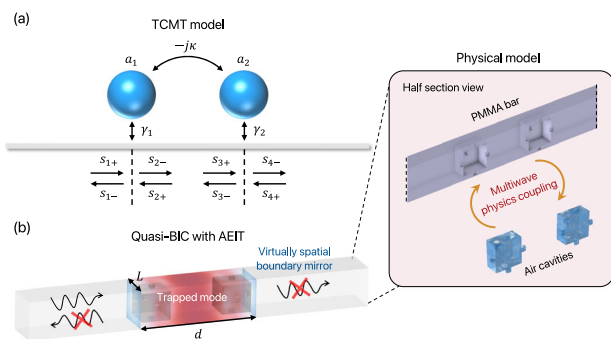 (a)
TCMT model
−jκ
a₁
a₂
γ₁
γ₂
s₁₊
s₂₋
s₃₊
s₄₋
s₁₋
s₂₊
s₃₋
s₄₊
(b)
Quasi-BIC with AEIT
Virtually spatial
boundary mirror
L
Trapped mode
d
Physical model
Half section view
PMMA bar
Multiwave
physics coupling
Air cavities